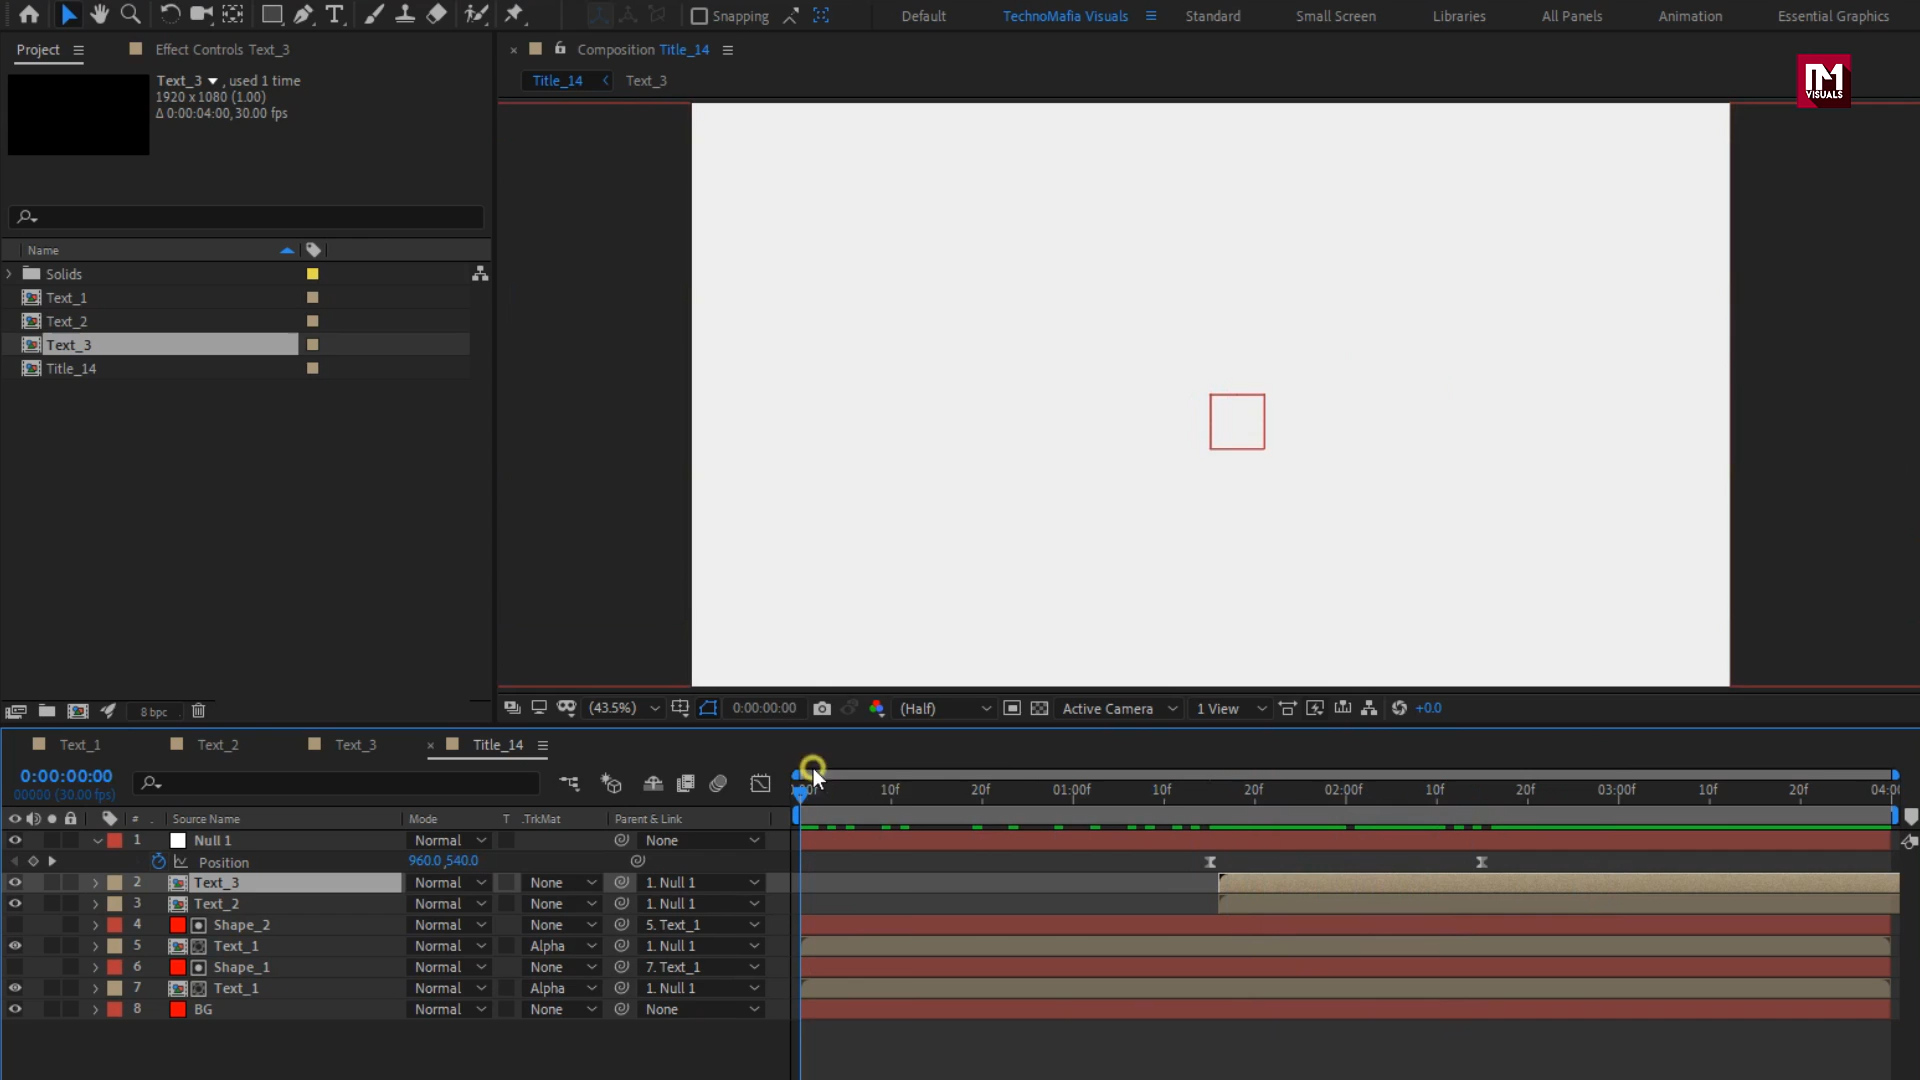 Snapping
Default
TechnoMafia Visuals
Standard
Small Screen
Libraries
All Panels
Animation
Essential Graphics
Project
Effect Controls Text_3
Composition Title_14
VISUALS
Text_3 , used 1 time
1920 x 1080 (1.00)
Δ 0:00:04:00, 30.00 fps
Title_14
Text_3
Name
Solids
Text_1
Text_2
Text_3
Title_14
8 bpc
(43.5%)
0:00:00:00
(Half)
Active Camera
1 View
+0.0
Text_1
Text_2
Text_3
Title_14
0:00:00:00
00000 (30.00 fps)
10f
20f
01:00f
10f
20f
02:00f
10f
20f
03:00f
10f
20f
# Source Name Mode T .TrkMat Parent & Link
1 Null 1 Normal None
Position 960.0,540.0
2 Text_3 Normal None 1. Null 1
3 Text_2 Normal None 1. Null 1
4 Shape_2 Normal None 5. Text_1
5 Text_1 Normal Alpha 1. Null 1
6 Shape_1 Normal None 7. Text_1
7 Text_1 Normal Alpha 1. Null 1
8 BG Normal None None